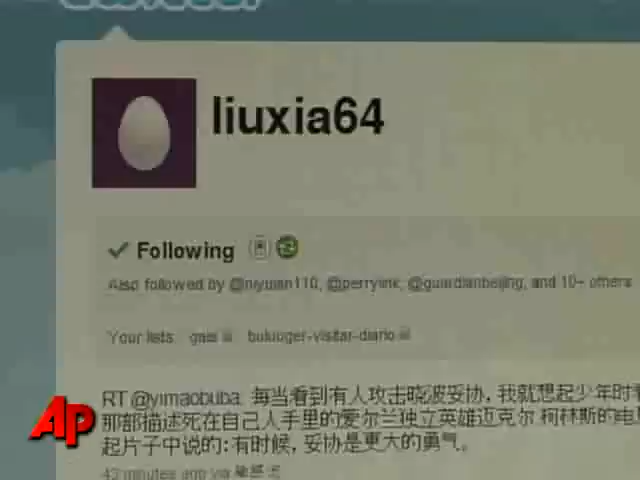 liuxia64
Following
Also followed by @niyulan110, @perrylink, @guardianbeijing, and 10+ others
Your lists:
RT @yimaobuba: 每当看到有人攻击晓波妥协，我就想起少年时看
那部描述死在自己人手里的爱尔兰独立英雄迈克尔.柯林斯的电
起片子中说的：有时候，妥协是更大的勇气。
43 minutes ago via
AP